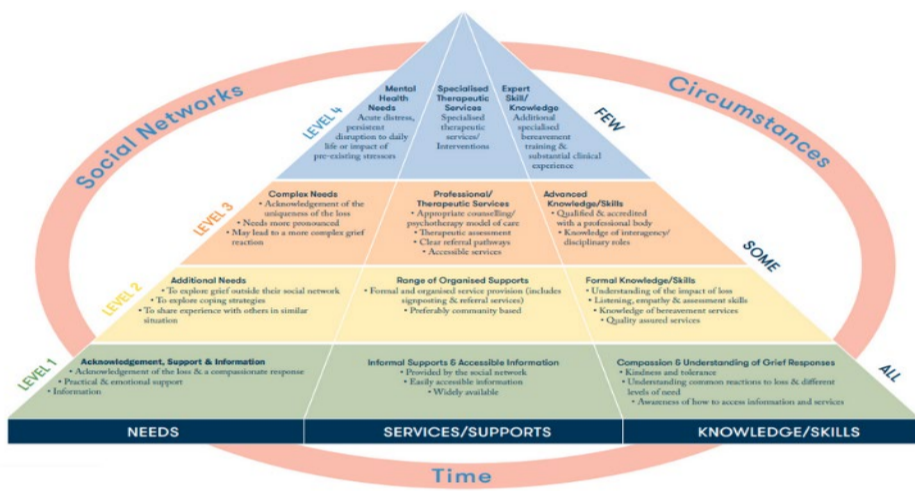 Social Networks
Circumstances
LEVEL 4
Mental
Health
Needs
Acute distress,
persistent
disruption to daily
life or impact of
pre-existing stressors
Specialised
Therapeutic
Services
Specialised
therapeutic
services/
Interventions
Expert
Skill/
Knowledge
Additional
specialised
bereavement
training &
substantial clinical
experience
FEW
LEVEL 3
Complex Needs
• Acknowledgement of the
uniqueness of the loss
• Needs more pronounced
• May lead to a more complex grief
reaction
Professional/
Therapeutic Services
• Appropriate counselling/
psychotherapy model of care
• Therapeutic assessment
• Clear referral pathways
• Accessible services
Advanced
Knowledge/Skills
• Qualified & accredited
with a professional body
• Knowledge of interagency/
disciplinary roles
SOME
LEVEL 2
Additional Needs
• To explore grief outside their social network
• To explore coping strategies
• To share experience with others in similar
situation
Range of Organised Supports
• Formal and organised service provision (includes
signposting & referral services)
• Preferably community based
Formal Knowledge/Skills
• Understanding of the impact of loss
• Listening, empathy & assessment skills
• Knowledge of bereavement services
• Quality assured services
LEVEL 1
Acknowledgement, Support & Information
• Acknowledgement of the loss & a compassionate response
• Practical & emotional support
• Information
Informal Supports & Accessible Information
• Provided by the social network
• Easily accessible information
• Widely available
Compassion & Understanding of Grief Responses
• Kindness and tolerance
• Understanding common reactions to loss & different
levels of need
• Awareness of how to access information and services
ALL
NEEDS
SERVICES/SUPPORTS
KNOWLEDGE/SKILLS
Time